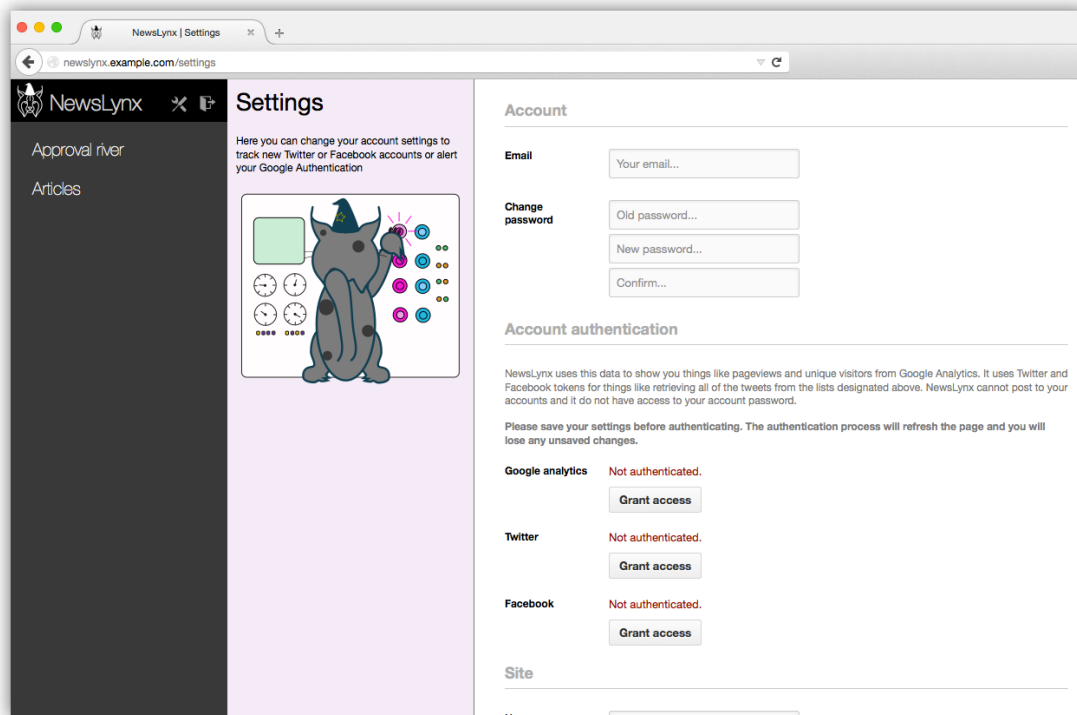 NewsLynx | Settings
newslynx.example.com/settings
NewsLynx
Approval river
Articles
Settings
Here you can change your account settings to
track new Twitter or Facebook accounts or alert
your Google Authentication
Account
Email
Your email...
Change
password
Old password...
New password...
Confirm...
Account authentication
NewsLynx uses this data to show you things like pageviews and unique visitors from Google Analytics. It uses Twitter and
Facebook tokens for things like retrieving all of the tweets from the lists designated above. NewsLynx cannot post to your
accounts and it do not have access to your account password.
Please save your settings before authenticating. The authentication process will refresh the page and you will
lose any unsaved changes.
Google analytics
Not authenticated.
Grant access
Twitter
Not authenticated.
Grant access
Facebook
Not authenticated.
Grant access
Site